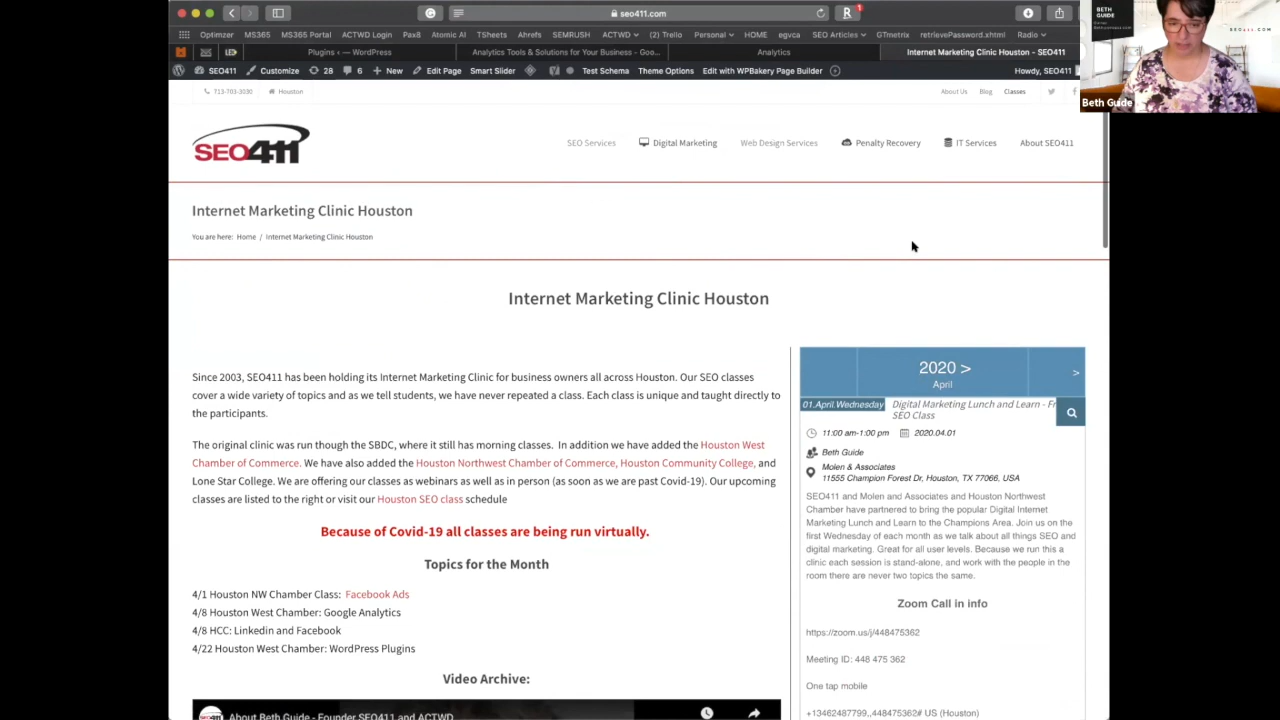 seo411.com
R 1
Optimizer MS365 MS365 Portal ACTWD Login Pax8 Atomic AI TSheets Ahrefs SEMRUSH ACTWD (2) Trello Personal HOME egvca SEO Articles GTmetrix retrievePassword.xhtml Radio
Plugins ‹ — WordPress Analytics Tools & Solutions for Your Business - Goo... Analytics Internet Marketing Clinic Houston - SEO411
SEO411 Customize 28 6 New Edit Page Smart Slider Test Schema Theme Options Edit with WPBakery Page Builder Howdy, SEO411
BETH
GUIDE
SEO411.COM
Beth Guide
713-703-3030 Houston About Us Blog Classes
SEO411
SEO Services Digital Marketing Web Design Services Penalty Recovery IT Services About SEO411
Internet Marketing Clinic Houston
You are here: Home / Internet Marketing Clinic Houston
Internet Marketing Clinic Houston
Since 2003, SEO411 has been holding its Internet Marketing Clinic for business owners all across Houston. Our SEO classes
cover a wide variety of topics and as we tell students, we have never repeated a class. Each class is unique and taught directly to
the participants.
The original clinic was run though the SBDC, where it still has morning classes. In addition we have added the Houston West
Chamber of Commerce. We have also added the Houston Northwest Chamber of Commerce, Houston Community College, and
Lone Star College. We are offering our classes as webinars as well as in person (as soon as we are past Covid-19). Our upcoming
classes are listed to the right or visit our Houston SEO class schedule
Because of Covid-19 all classes are being run virtually.
Topics for the Month
4/1 Houston NW Chamber Class: Facebook Ads
4/8 Houston West Chamber: Google Analytics
4/8 HCC: Linkedin and Facebook
4/22 Houston West Chamber: WordPress Plugins
Video Archive:
SEO411 About Beth Guide - Founder SEO411 and ACTWD
2020 >
April
>
01.April.Wednesday Digital Marketing Lunch and Learn - Fr
SEO Class
11:00 am-1:00 pm 2020.04.01
Beth Guide
Molen & Associates
11555 Champion Forest Dr, Houston, TX 77066, USA
SEO411 and Molen and Associates and Houston Northwest
Chamber have partnered to bring the popular Digital Internet
Marketing Lunch and Learn to the Champions Area. Join us on the
first Wednesday of each month as we talk about all things SEO and
digital marketing. Great for all user levels. Because we run this a
clinic each session is stand-alone, and work with the people in the
room there are never two topics the same.
Zoom Call in info
https://zoom.us/j/448475362
Meeting ID: 448 475 362
One tap mobile
+13462487799,,448475362# US (Houston)